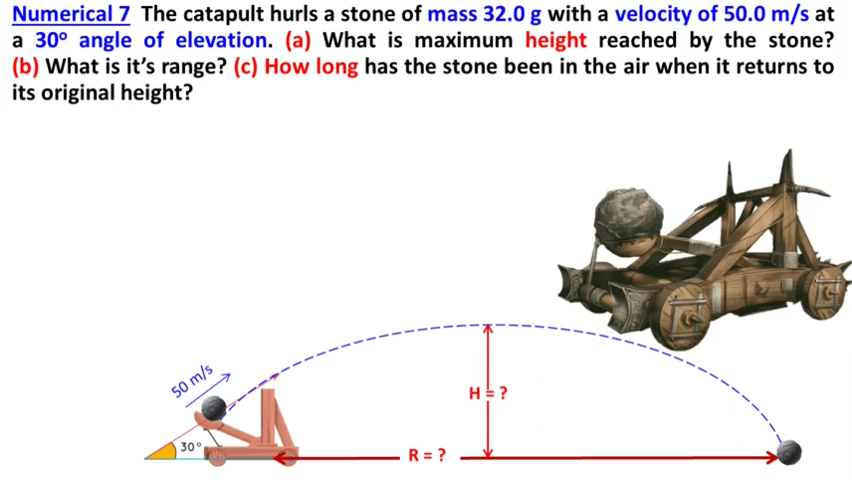 Numerical 7 The catapult hurls a stone of mass 32.0 g with a velocity of 50.0 m/s at
a 30º angle of elevation. (a) What is maximum height reached by the stone?
(b) What is it’s range? (c) How long has the stone been in the air when it returns to
its original height?
50 m/s
H = ?
30°
R = ?